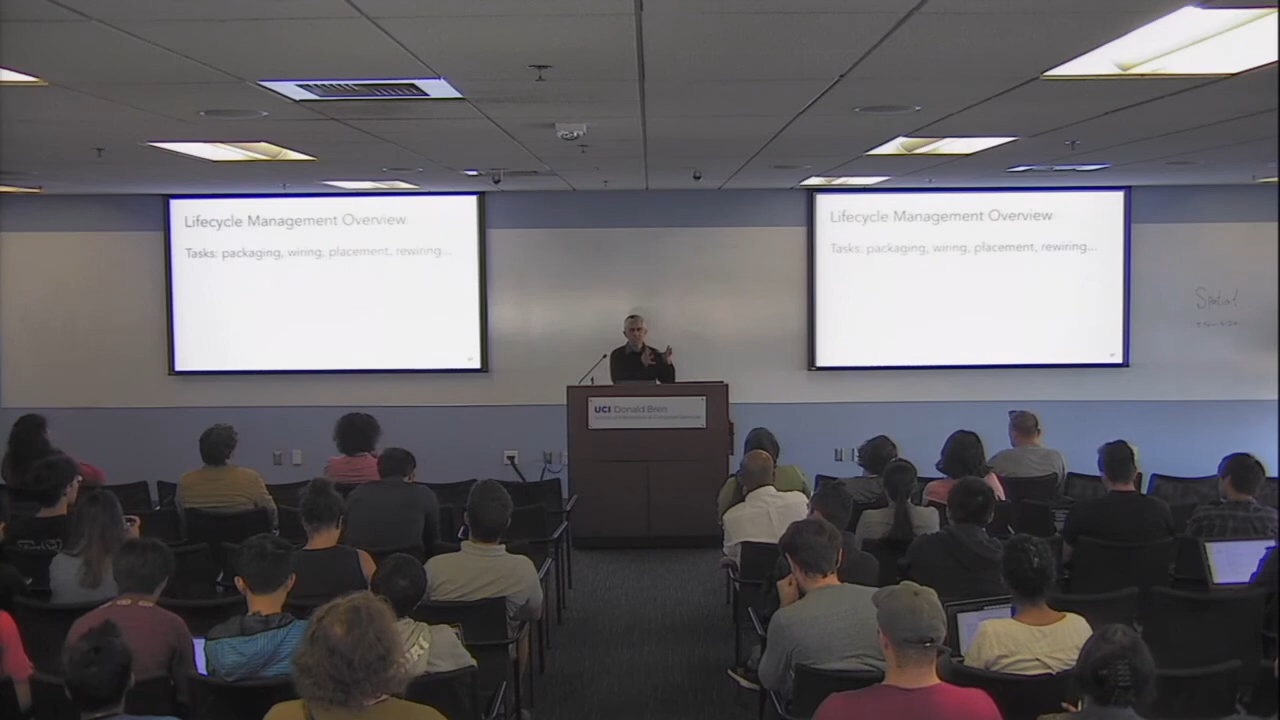 Lifecycle Management Overview
Tasks: packaging, wiring, placement, rewiring...
Lifecycle Management Overview
Tasks: packaging, wiring, placement, rewiring...
Spatial
UCI Donald Bren